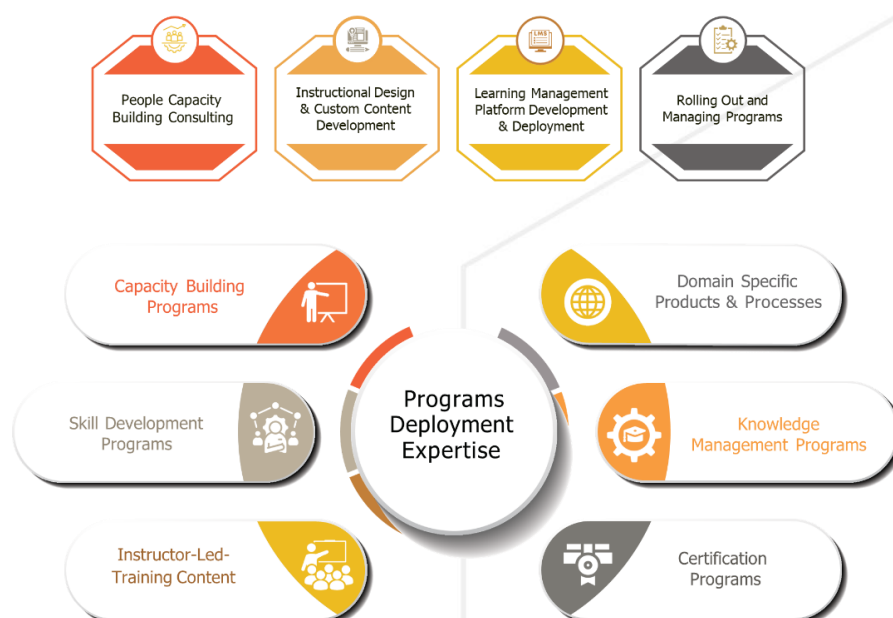 People Capacity
Building Consulting
Instructional Design
& Custom Content
Development
LMS
Learning Management
Platform Development
& Deployment
Rolling Out and
Managing Programs
Capacity Building
Programs
Domain Specific
Products & Processes
Programs
Deployment
Expertise
Skill Development
Programs
Knowledge
Management Programs
Instructor-Led-
Training Content
Certification
Programs